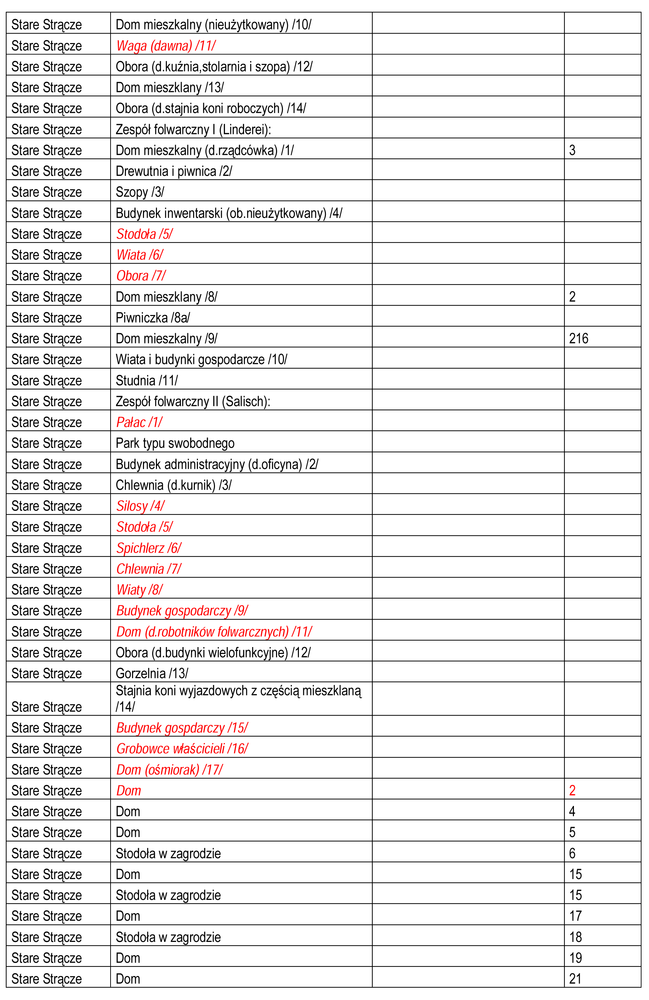 Stare Strącze Dom mieszkalny (nieużytkowany) /10/
Stare Strącze Waga (dawna) /11/
Stare Strącze Obora (d.kuźnia,stolarnia i szopa) /12/
Stare Strącze Dom mieszklany /13/
Stare Strącze Obora (d.stajnia koni roboczych) /14/
Stare Strącze Zespół folwarczny I (Linderei):
Stare Strącze Dom mieszkalny (d.rządcówka) /1/ 3
Stare Strącze Drewutnia i piwnica /2/
Stare Strącze Szopy /3/
Stare Strącze Budynek inwentarski (ob.nieużytkowany) /4/
Stare Strącze Stodoła /5/
Stare Strącze Wiata /6/
Stare Strącze Obora /7/
Stare Strącze Dom mieszklany /8/ 2
Stare Strącze Piwniczka /8a/
Stare Strącze Dom mieszkalny /9/ 216
Stare Strącze Wiata i budynki gospodarcze /10/
Stare Strącze Studnia /11/
Stare Strącze Zespół folwarczny II (Salisch):
Stare Strącze Pałac /1/
Stare Strącze Park typu swobodnego
Stare Strącze Budynek administracyjny (d.oficyna) /2/
Stare Strącze Chlewnia (d.kurnik) /3/
Stare Strącze Silosy /4/
Stare Strącze Stodoła /5/
Stare Strącze Spichlerz /6/
Stare Strącze Chlewnia /7/
Stare Strącze Wiaty /8/
Stare Strącze Budynek gospodarczy /9/
Stare Strącze Dom (d.robotników folwarcznych) /11/
Stare Strącze Obora (d.budynki wielofunkcyjne) /12/
Stare Strącze Gorzelnia /13/
Stajnia koni wyjazdowych z częścią mieszklaną
Stare Strącze /14/
Stare Strącze Budynek gospdarczy /15/
Stare Strącze Grobowce właścicieli /16/
Stare Strącze Dom (ośmiorak) /17/
Stare Strącze Dom 2
Stare Strącze Dom 4
Stare Strącze Dom 5
Stare Strącze Stodoła w zagrodzie 6
Stare Strącze Dom 15
Stare Strącze Stodoła w zagrodzie 15
Stare Strącze Dom 17
Stare Strącze Stodoła w zagrodzie 18
Stare Strącze Dom 19
Stare Strącze Dom 21